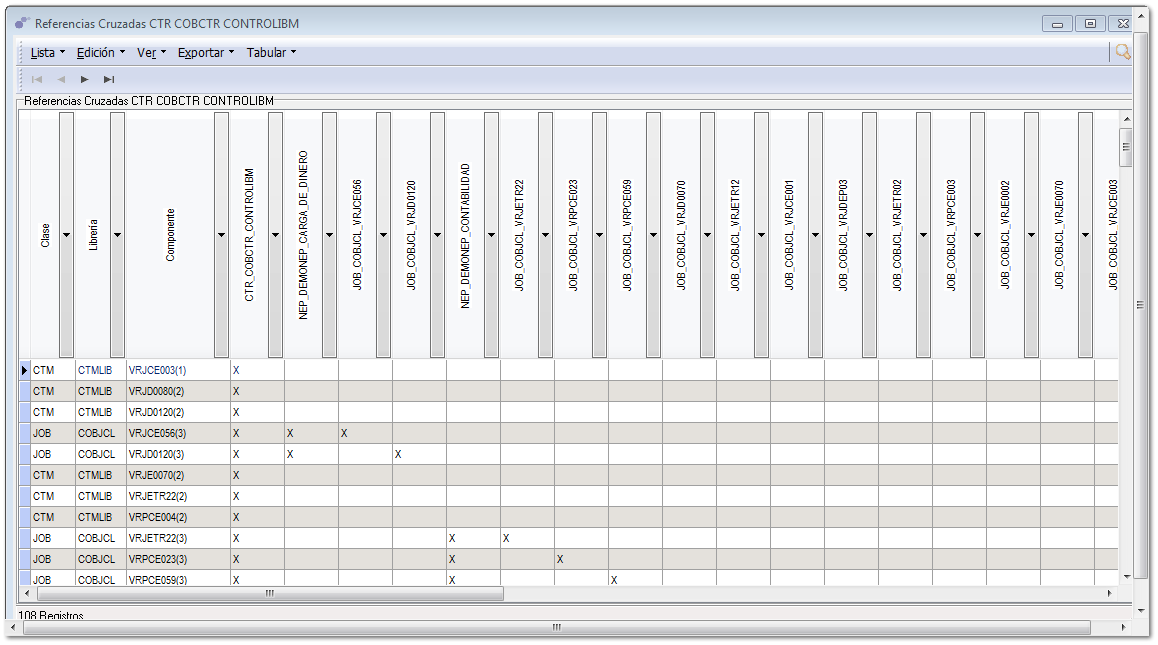 Referencias Cruzadas CTR COBCTR CONTROLIBM
Lista Edición Ver Exportar Tabular
Referencias Cruzadas CTR COBCTR CONTROLIBM
Clase Librería Componente CTR_COBCTR_CONTROLIBM NEP_DEMONEP_CARGA_DE_DINERO JOB_COBJCL_VRJCE056 JOB_COBJCL_VRJD0120 NEP_DEMONEP_CONTABILIDAD JOB_COBJCL_VRJETR22 JOB_COBJCL_VRPCE023 JOB_COBJCL_VRPCE059 JOB_COBJCL_VRJD0070 JOB_COBJCL_VRJETR12 JOB_COBJCL_VRJCE001 JOB_COBJCL_VRJDEP03 JOB_COBJCL_VRJETR02 JOB_COBJCL_VRPCE003 JOB_COBJCL_VRJE0002 JOB_COBJCL_VRJE0070 JOB_COBJCL_VRJCE003
CTM CTMLIB VRJCE003(1) X
CTM CTMLIB VRJD0080(2) X
CTM CTMLIB VRJD0120(2) X
JOB COBJCL VRJCE056(3) X X X
JOB COBJCL VRJD0120(3) X X X
CTM CTMLIB VRJE0070(2) X
CTM CTMLIB VRJETR22(2) X
CTM CTMLIB VRPCE004(2) X
JOB COBJCL VRJETR22(3) X X X
JOB COBJCL VRPCE023(3) X X X
JOB COBJCL VRPCE059(3) X X X
108 Registros